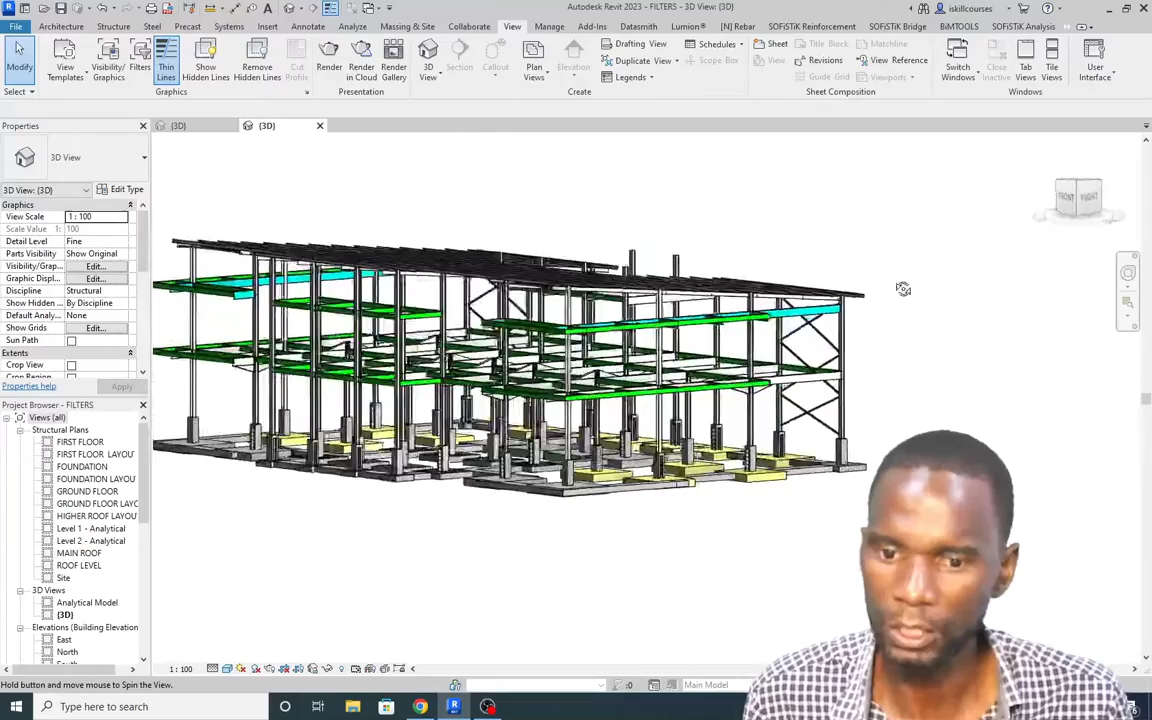 Autodesk Revit 2023 - FILTERS - 3D View: {3D}
iskillcourses
File Architecture Structure Steel Precast Systems Insert Annotate Analyze Massing & Site Collaborate View Manage Add-Ins Datasmith Lumion® [N] Rebar SOFiSTiK Reinforcement SOFiSTiK Bridge BiMTOOLS SOFiSTiK Analysis
Modify
View Templates
Visibility/ Graphics
Filters
Thin Lines
Show Hidden Lines
Remove Hidden Lines
Cut Profile
Render
Render in Cloud
Render Gallery
3D View
Section
Callout
Plan Views
Elevation
Drafting View
Duplicate View
Legends
Schedules
Scope Box
Sheet
View
Title Block
Revisions
Guide Grid
Matchline
View Reference
Viewports
Switch Windows
Close Inactive
Tab Views
Tile Views
User Interface
Select
Graphics
Presentation
Create
Sheet Composition
Windows
Properties
{3D}
{3D}
3D View
3D View: {3D}
Edit Type
Graphics
View Scale 1 : 100
Scale Value 1: 100
Detail Level Fine
Parts Visibility Show Original
Visibility/Grap... Edit...
Graphic Displ... Edit...
Discipline Structural
Show Hidden ... By Discipline
Default Analy... None
Show Grids Edit...
Sun Path
Extents
Crop View
Properties help
Apply
FRONT
RIGHT
Project Browser - FILTERS
Views (all)
Structural Plans
FIRST FLOOR
FIRST FLOOR LAYOU
FOUNDATION
FOUNDATION LAYOU
GROUND FLOOR
GROUND FLOOR LAYO
HIGHER ROOF LAYOU
Level 1 - Analytical
Level 2 - Analytical
MAIN ROOF
ROOF LEVEL
Site
3D Views
Analytical Model
{3D}
Elevations (Building Elevation
East
North
1 : 100
Hold button and move mouse to Spin the View.
:0
Main Model
Type here to search